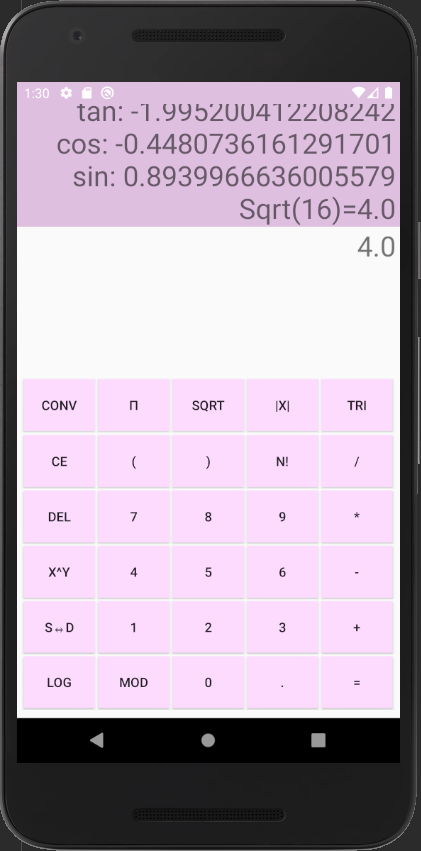 1:30
tan: -1.995200412208242
cos: -0.4480736161291701
sin: 0.8939966636005579
Sqrt(16)=4.0
4.0
CONV Π SQRT |X| TRI
CE ( ) N! /
DEL 7 8 9 *
X^Y 4 5 6 -
S↔D 1 2 3 +
LOG MOD 0 . =